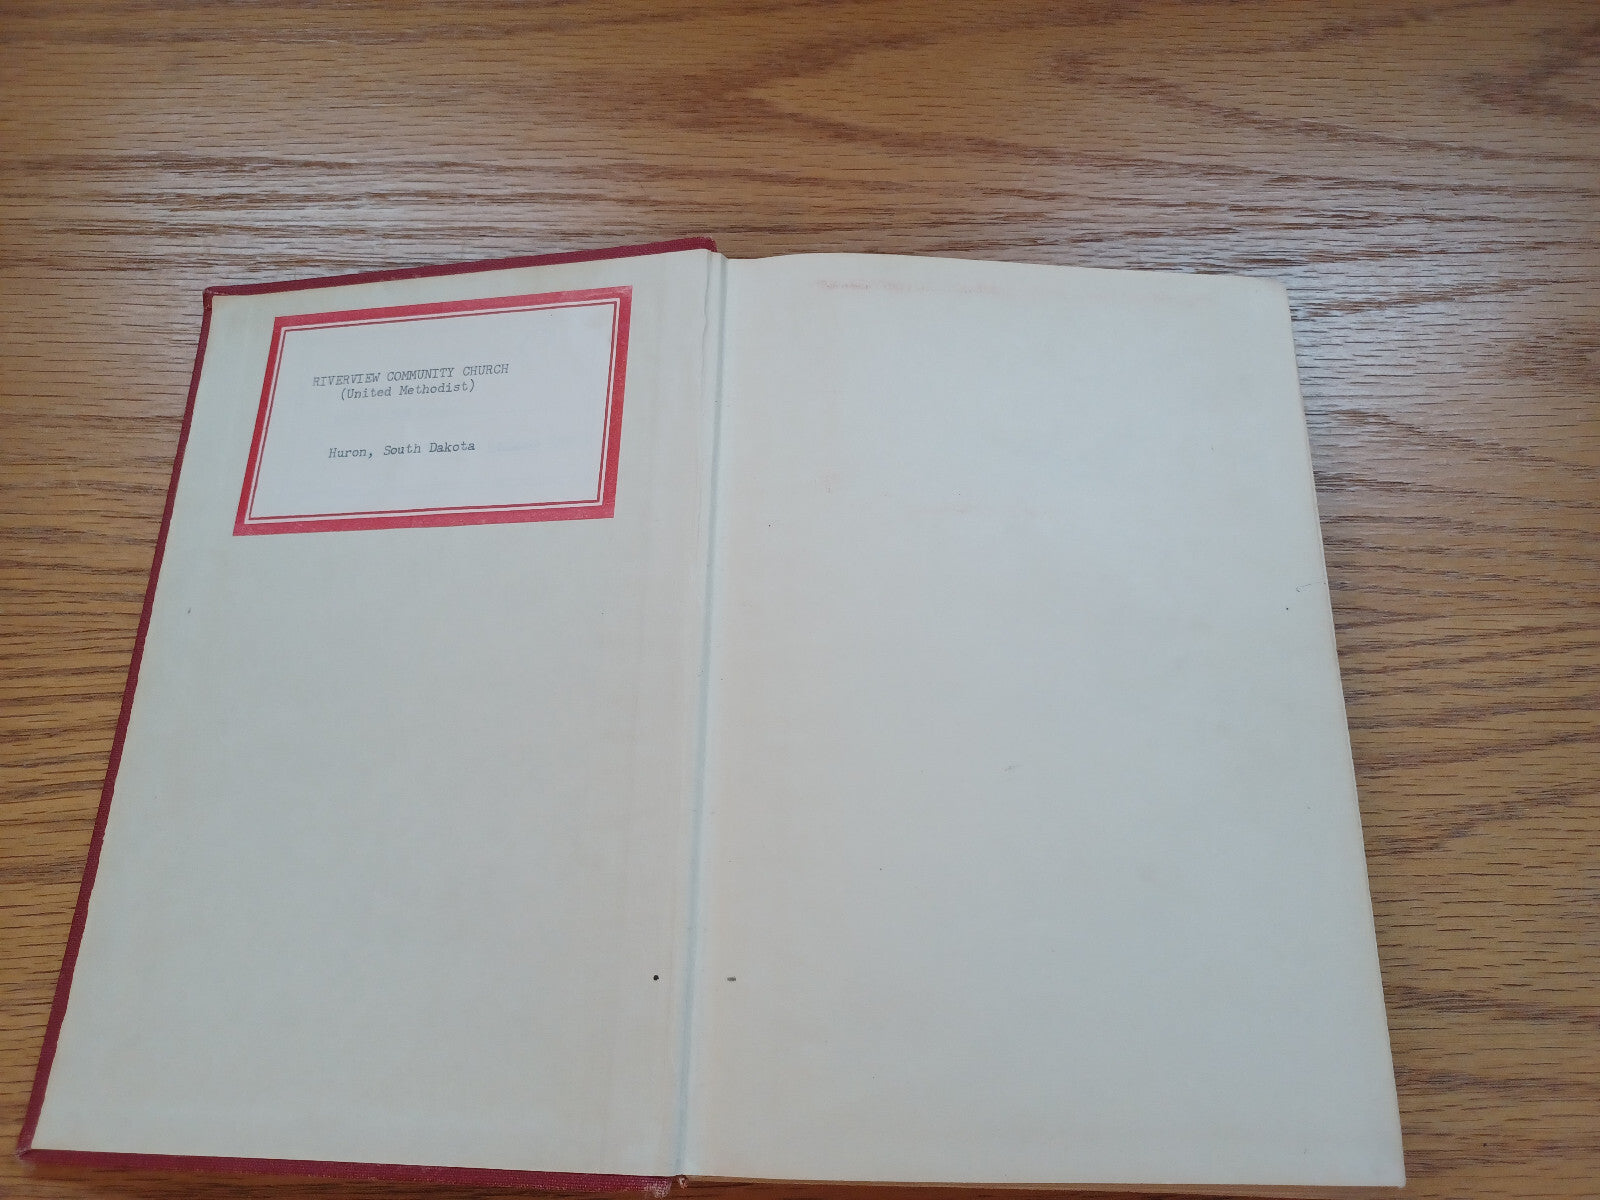 RIVERVIEW COMMUNITY CHURCH
(United Methodist)
Huron, South Dakota